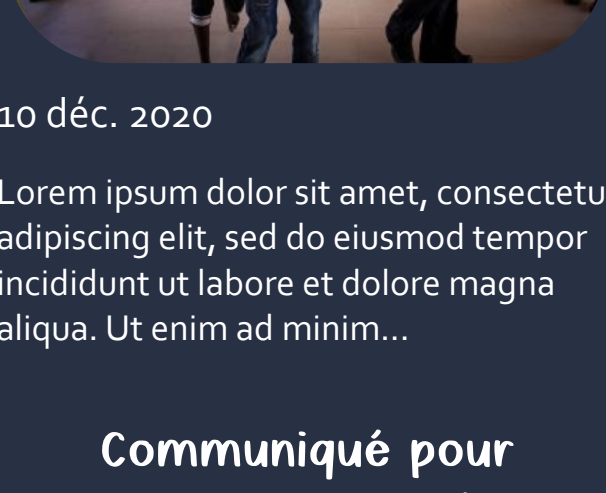 10 déc. 2020
Lorem ipsum dolor sit amet, consectetu
adipiscing elit, sed do eiusmod tempor
incididunt ut labore et dolore magna
aliqua. Ut enim ad minim...
Communiqué pour